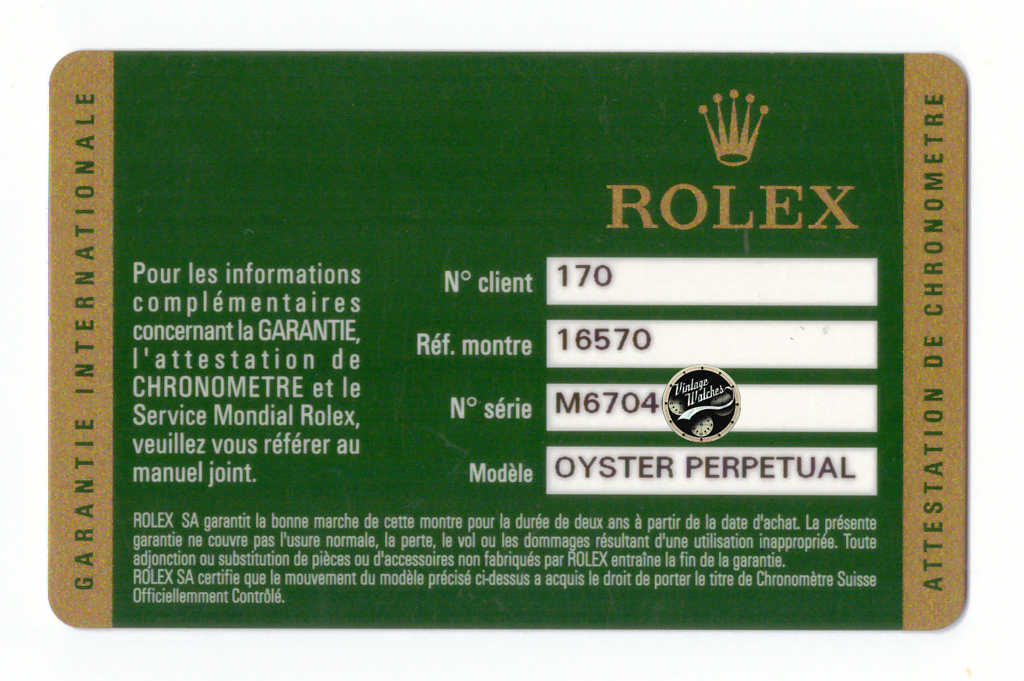 GARANTIE INTERNATIONALE
ROLEX
Pour les informations
complémentaires
concernant la GARANTIE,
l'attestation de
CHRONOMETRE et le
Service Mondial Rolex,
veuillez vous référer au
manuel joint.
N° client 170
Réf. montre 16570
N° série M6704
Vintage
Watches
Modèle OYSTER PERPETUAL
ROLEX SA garantit la bonne marche de cette montre pour la durée de deux ans à partir de la date d'achat. La présente
garantie ne couvre pas l'usure normale, la perte, le vol ou les dommages résultant d'une utilisation inappropriée. Toute
adjonction ou substitution de pièces ou d'accessoires non fabriqués par ROLEX entraîne la fin de la garantie.
ROLEX SA certifie que le mouvement du modèle précisé ci-dessus a acquis le droit de porter le titre de Chronomètre Suisse
Officiellemment Contrôlé.
ATTESTATION DE CHRONOMETRE